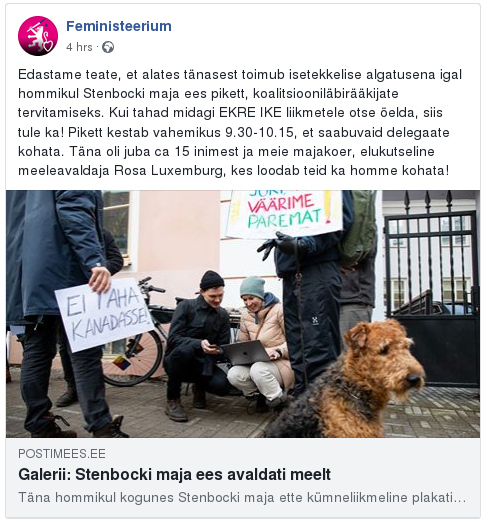 Feministeerium
4 hrs ·
Edastame teate, et alates tänasest toimub isetekkelise algatusena igal
hommikul Stenbocki maja ees pikett, koalitsiooniläbirääkijate
tervitamiseks. Kui tahad midagi EKRE IKE liikmetele otse öelda, siis
tule ka! Pikett kestab vahemikus 9.30-10.15, et saabuvaid delegaate
kohata. Täna oli juba ca 15 inimest ja meie majakoer, elukutseline
meeleavaldaja Rosa Luxemburg, kes loodab teid ka homme kohata!
VÄÄRIME
PAREMAT!
EI TAHA
KANADASSE!
POSTIMEES.EE
Galerii: Stenbocki maja ees avaldati meelt
Täna hommikul kogunes Stenbocki maja ette kümneliikmeline plakati...